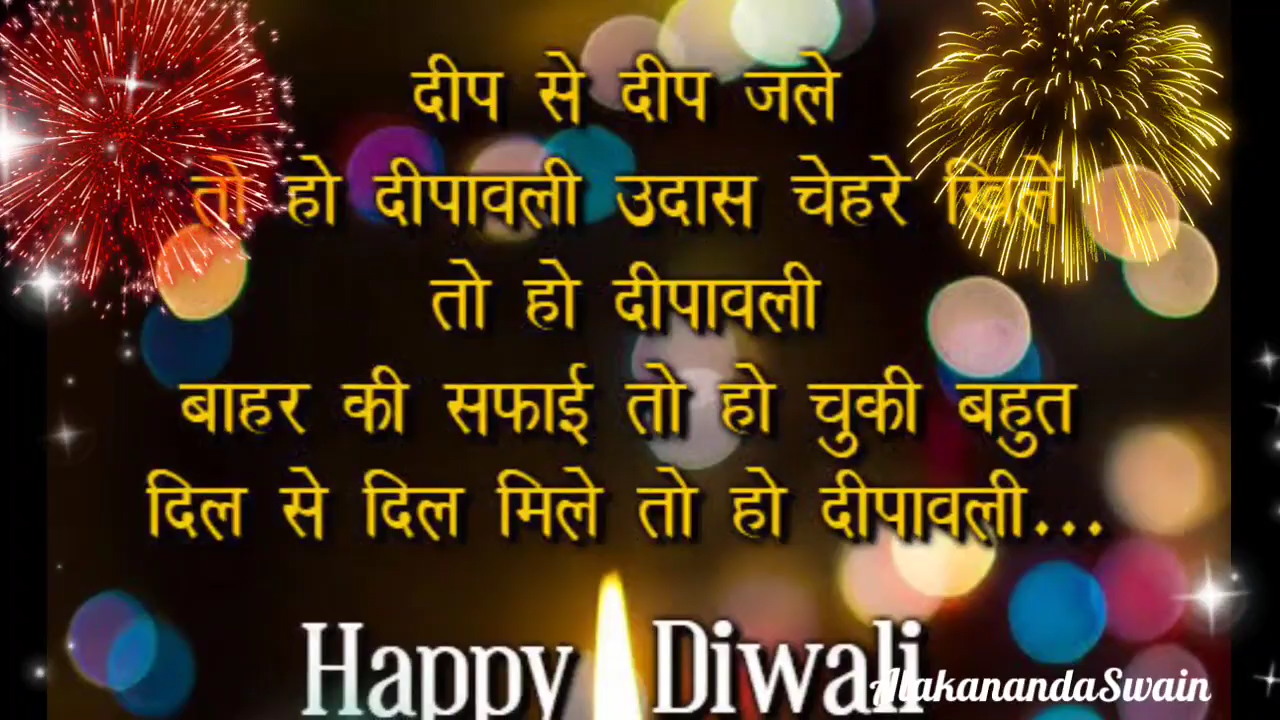 दीप से दीप जले
तो हो दीपावली उदास चेहरे खिलें
तो हो दीपावली
बाहर की सफाई तो हो चुकी बहुत
दिल से दिल मिले तो हो दीपावली...
Happy Diwali
AlakanandaSwain